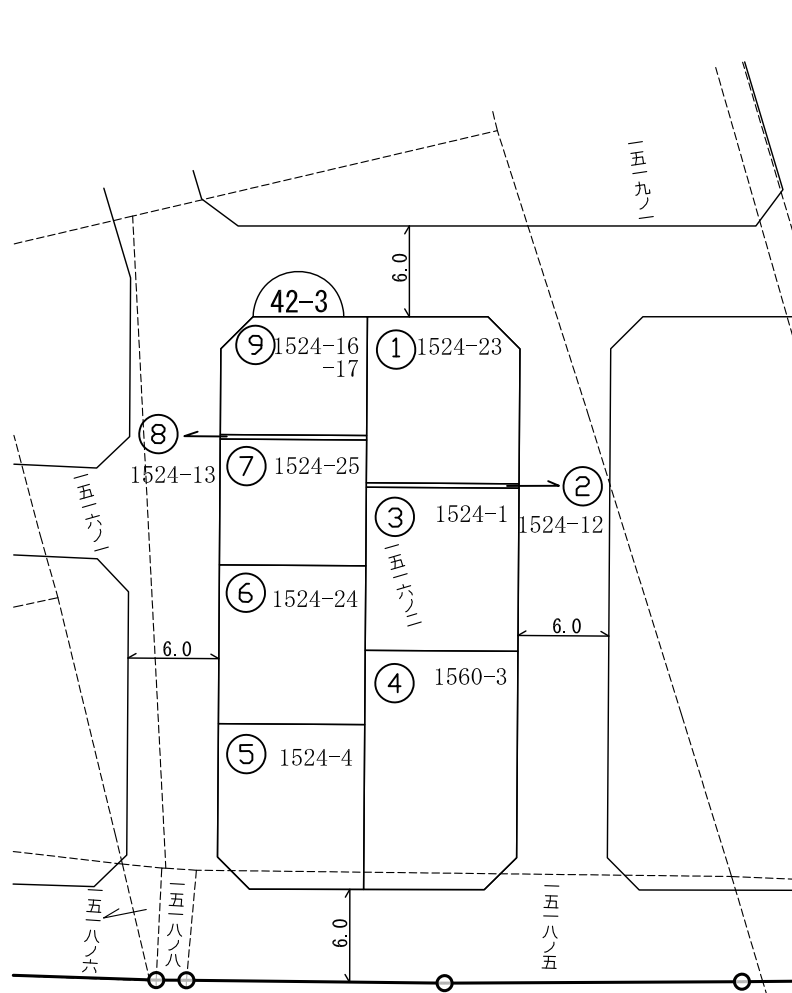 一五一九ノ一
6.0
42-3
⑨ 1524-16
-17
① 1524-23
⑧
1524-13
⑦ 1524-25
②
1524-12
③ 1524-1
一五一六ノ一
一五一六ノ二
⑥ 1524-24
6.0
6.0
④ 1560-3
⑤ 1524-4
一五一八ノ六
一五一八ノ八
6.0
一五一八ノ五